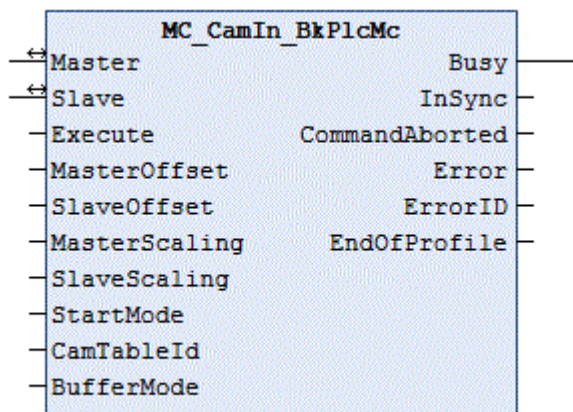 MC_CamIn_BkPlcMc
Master Busy
Slave InSync
Execute CommandAborted
MasterOffset Error
SlaveOffset ErrorID
MasterScaling EndOfProfile
SlaveScaling
StartMode
CamTableId
BufferMode